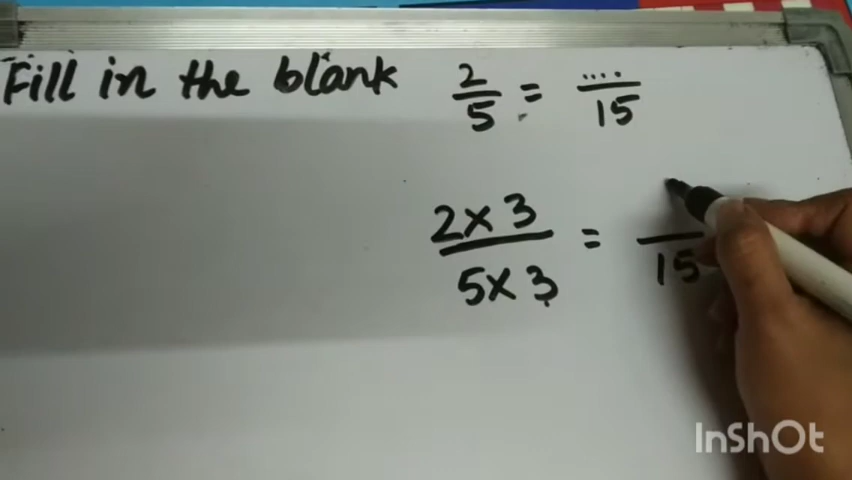 Fill in the blank 2/5 = ..../15
2 x 3 / 5 x 3 = /15
InShOt